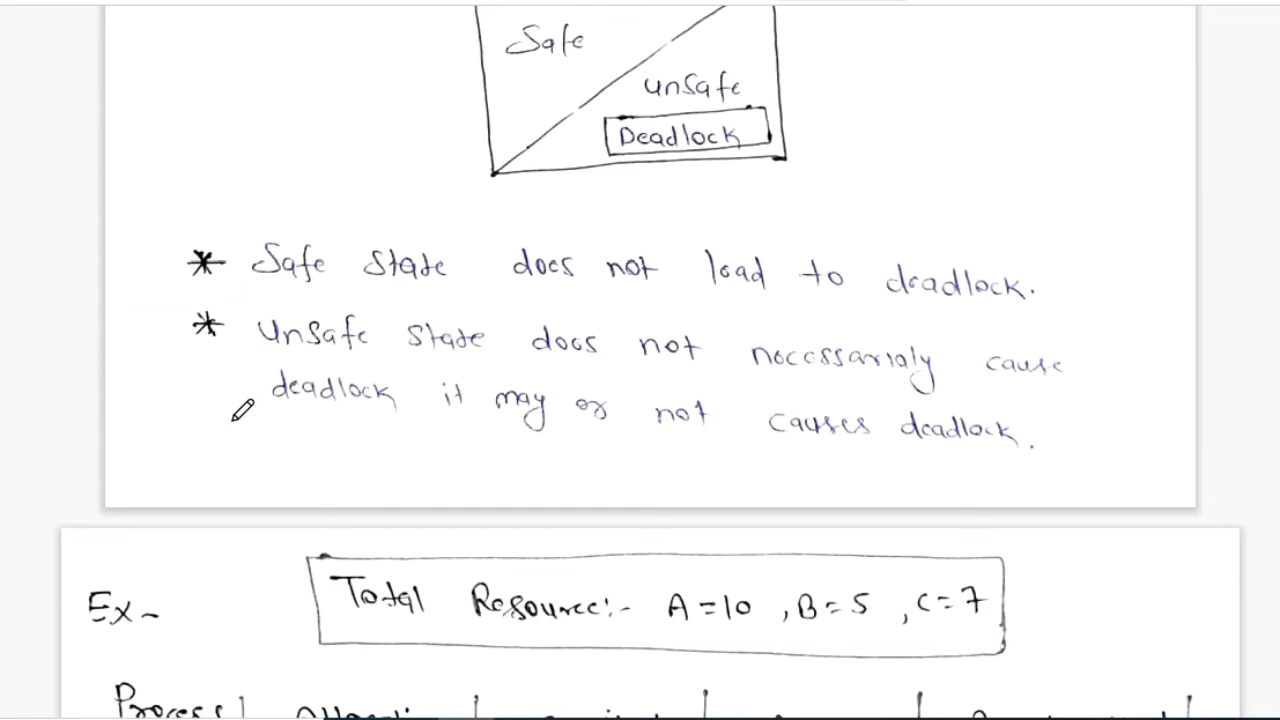 Safe
unsafe
Deadlock
* Safe State does not lead to deadlock.
* Unsafe state does not necessarialy cause
deadlock it may or not causes deadlock.
Ex-
Total Resource:- A=10 , B=5 , C=7
Process